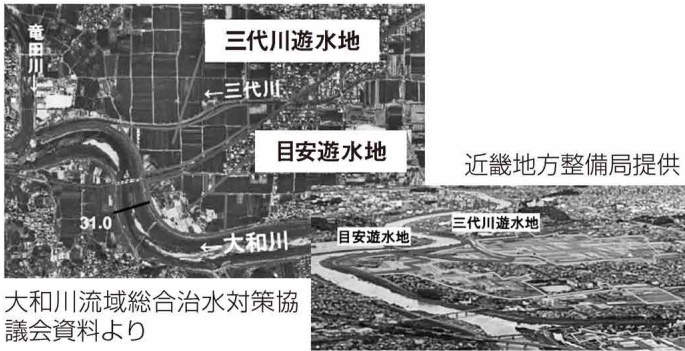 竜田川
↓
三代川遊水地
←三代川
目安遊水地
31.0
←大和川
近畿地方整備局提供
目安遊水地
三代川遊水地
大和川流域総合治水対策協
議会資料より